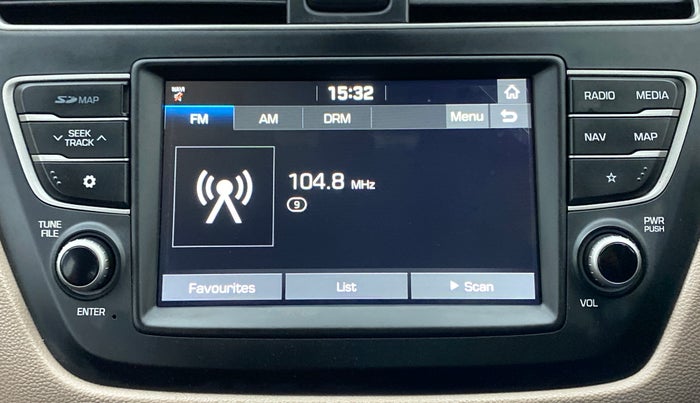 NAVI
15:32
FM AM DRM Menu
104.8 MHz
9
Favourites List Scan
SD MAP
SEEK
TRACK
TUNE
FILE
ENTER
RADIO MEDIA
NAV MAP
PWR
PUSH
VOL